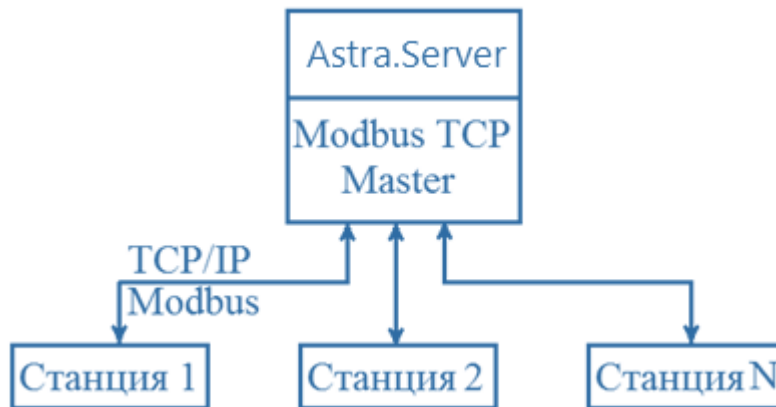 Astra.Server
Modbus TCP
Master
TCP/IP
Modbus
Станция 1
Станция 2
Станция N